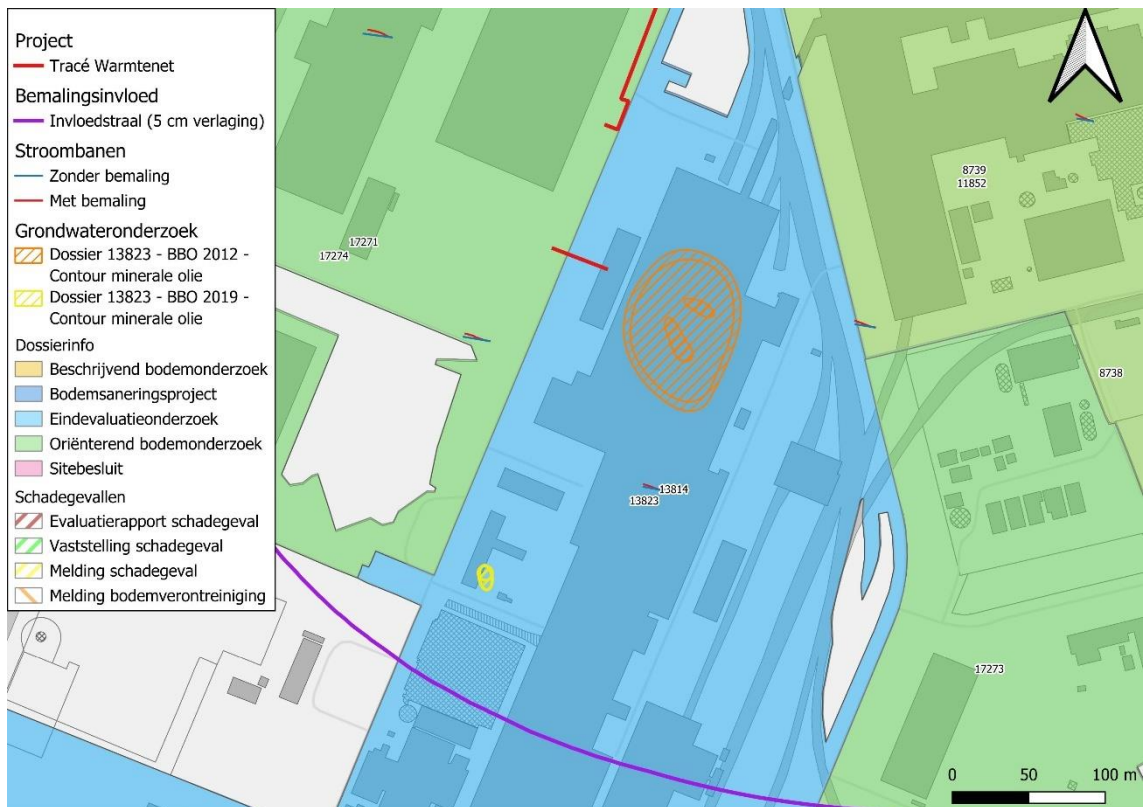 Project
Tracé Warmtenet
Bemalingsinvloed
Invloedstraal (5 cm verlaging)
Stroombanen
Zonder bemaling
Met bemaling
Grondwateronderzoek
Dossier 13823 - BBO 2012 -
Contour minerale olie
Dossier 13823 - BBO 2019 -
Contour minerale olie
Dossierinfo
Beschrijvend bodemonderzoek
Bodemsaneringsproject
Eindevaluatieonderzoek
Oriënterend bodemonderzoek
Sitebesluit
Schadegevallen
Evaluatierapport schadegeval
Vaststelling schadegeval
Melding schadegeval
Melding bodemverontreiniging
8739
11852
17271
17274
8738
13814
13823
17273
0 50 100 m